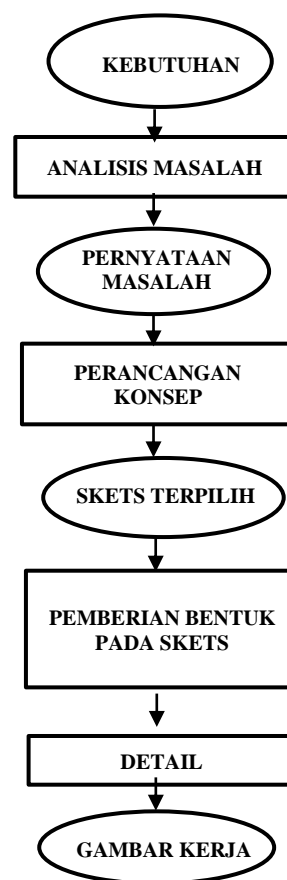 KEBUTUHAN
ANALISIS MASALAH
PERNYATAAN
MASALAH
PERANCANGAN
KONSEP
SKETS TERPILIH
PEMBERIAN BENTUK
PADA SKETS
DETAIL
GAMBAR KERJA